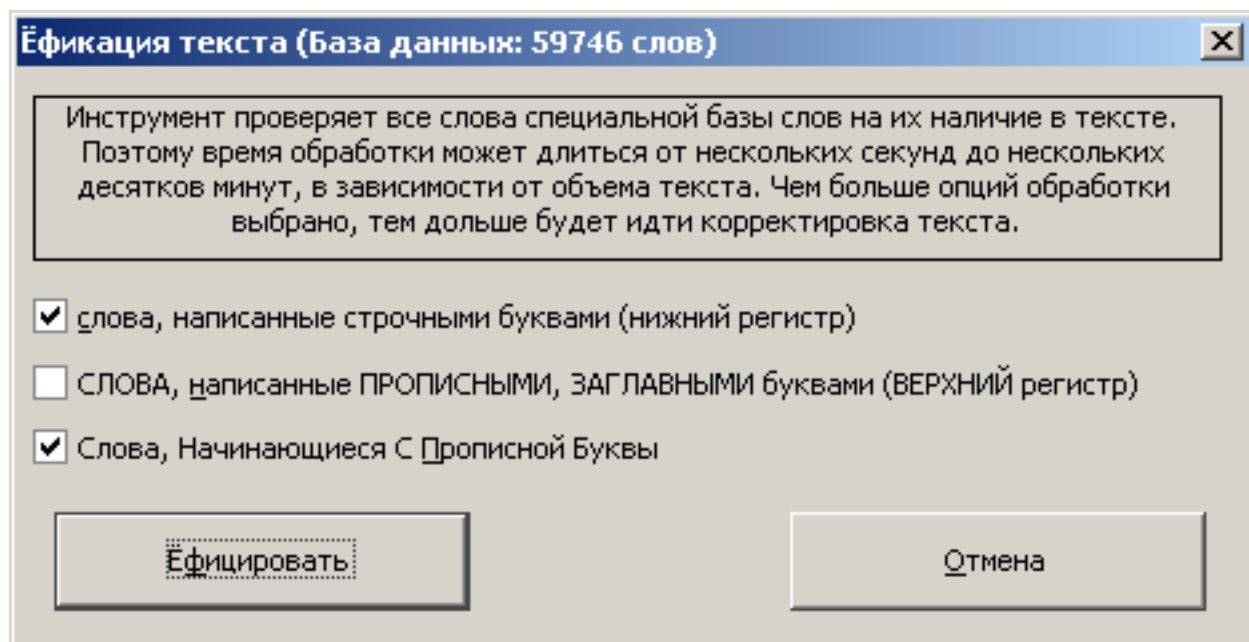 Ёфикация текста (База данных: 59746 слов)
Инструмент проверяет все слова специальной базы слов на их наличие в тексте.
Поэтому время обработки может длиться от нескольких секунд до нескольких
десятков минут, в зависимости от объема текста. Чем больше опций обработки
выбрано, тем дольше будет идти корректировка текста.
слова, написанные строчными буквами (нижний регистр)
СЛОВА, написанные ПРОПИСНЫМИ, ЗАГЛАВНЫМИ буквами (ВЕРХНИЙ регистр)
Слова, Начинающиеся С Прописной Буквы
Ёфицировать
Отмена